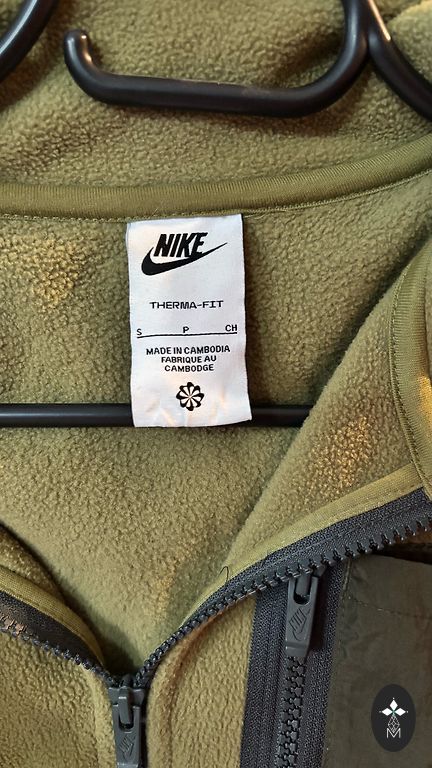 NIKE
THERMA-FIT
S P CH
MADE IN CAMBODIA
FABRIQUE AU
CAMBODGE
M